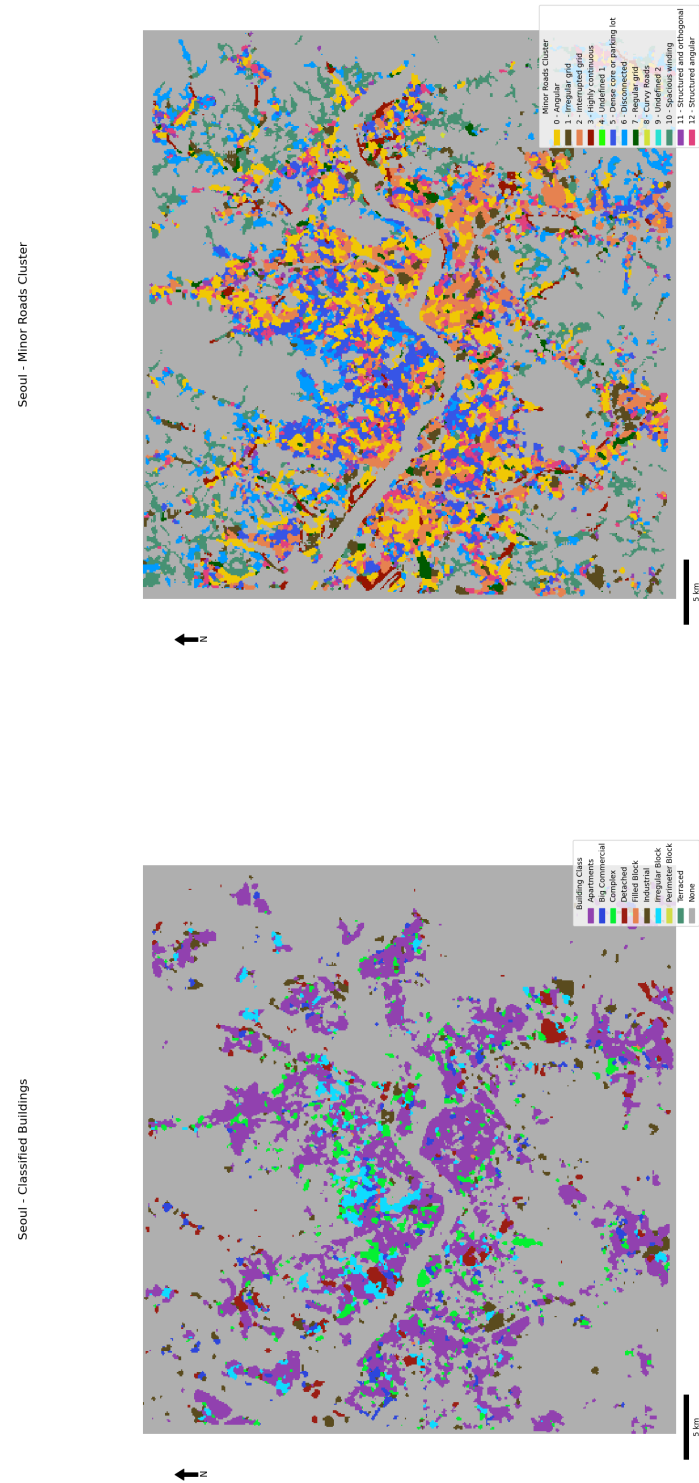 Seoul - Minor Roads Cluster
Minor Roads Cluster
0 - Angular
1 - Irregular grid
2 - Interrupted grid
3 - Highly continuous
4 - Undefined 1
5 - Dense core or parking lot
6 - Disconnected
7 - Regular grid
8 - Curvy Roads
9 - Undefined 2
10 - Spacious winding
11 - Structured and orthogonal
12 - Structured angular
5 km
N
Seoul - Classified Buildings
Building Class
Apartments
Big Commercial
Complex
Detached
Filled Block
Industrial
Irregular Block
Perimeter Block
Terraced
None
5 km
N